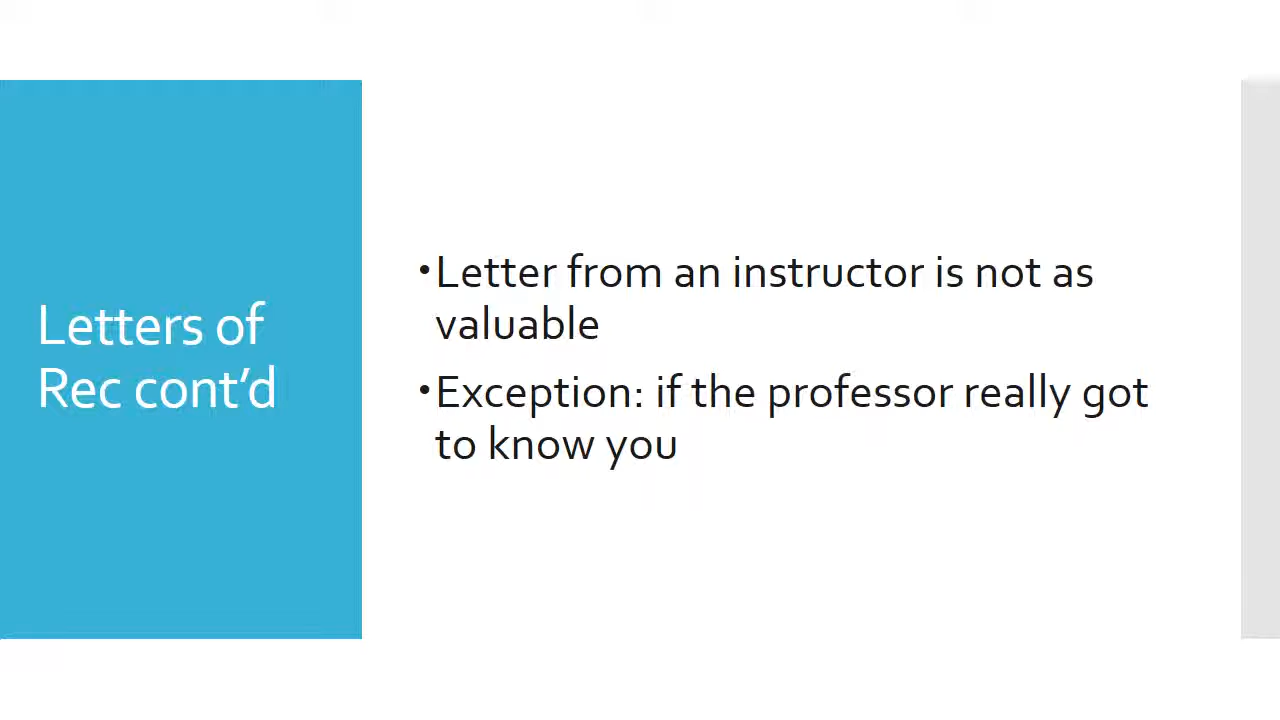 Letters of
Rec cont’d
•Letter from an instructor is not as
valuable
•Exception: if the professor really got
to know you